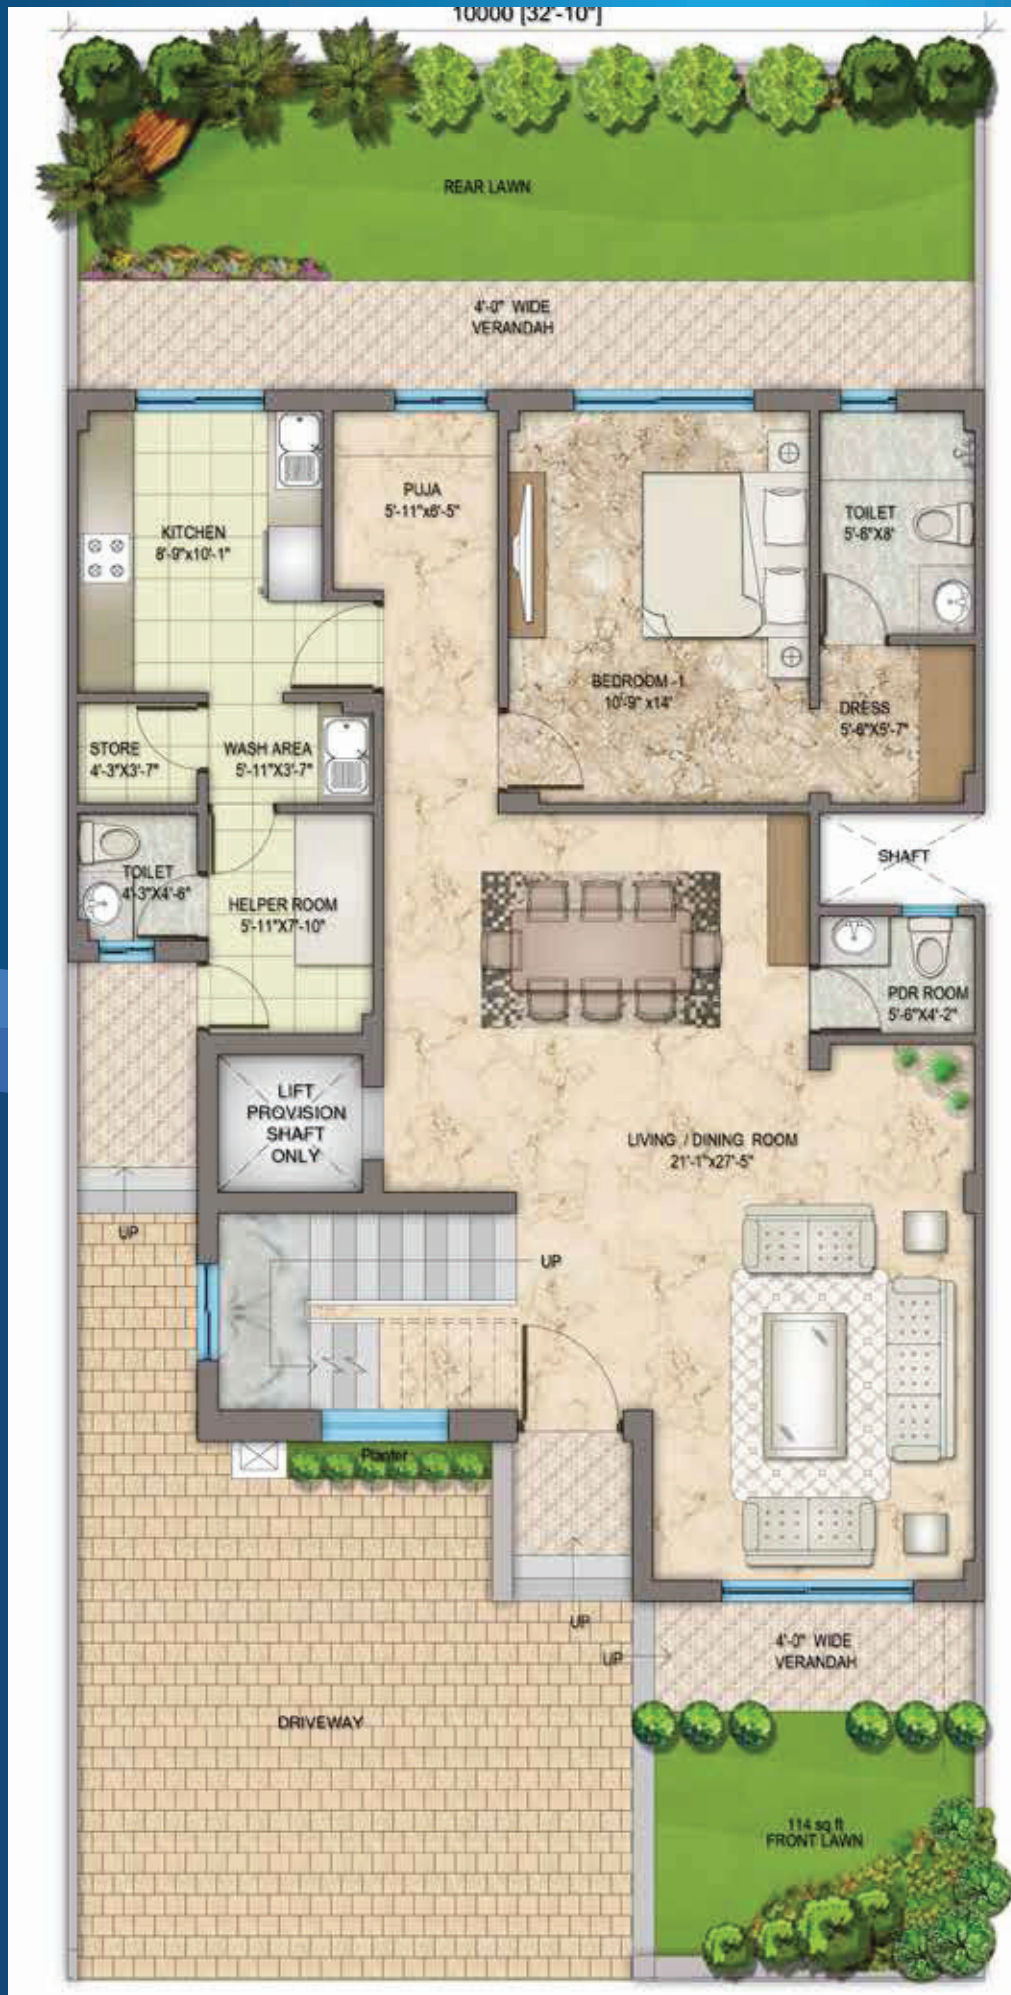 10000 [32'-10"]
REAR LAWN
4'-0" WIDE
VERANDAH
PUJA
5'-11"x6'-5"
KITCHEN
8'-9"x10'-1"
TOILET
5'-6"X8'
BEDROOM -1
10'-9" x14'
DRESS
5'-6"X5'-7"
STORE
4'-3"X3'-7"
WASH AREA
5'-11"X3'-7"
SHAFT
TOILET
4'-3"X4'-6"
HELPER ROOM
5'-11"X7'-10"
PDR ROOM
5'-6"X4'-2"
LIFT
PROVISION
SHAFT
ONLY
LIVING / DINING ROOM
21'-1"x27'-5"
UP
UP
Planter
UP
UP
4'-0" WIDE
VERANDAH
DRIVEWAY
114 sq ft
FRONT LAWN